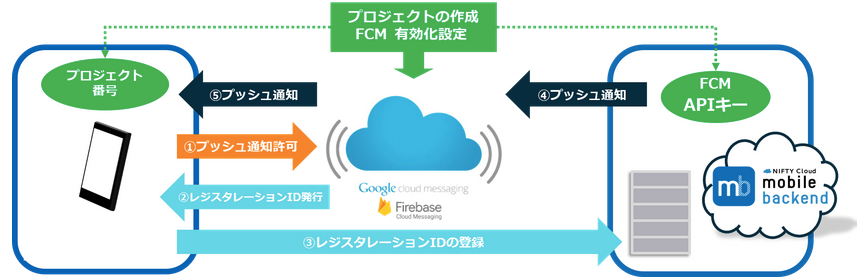 プロジェクトの作成
FCM 有効化設定
プロジェクト
番号
⑤プッシュ通知
④プッシュ通知
FCM
APIキー
①プッシュ通知許可
②レジスタレーションID発行
Google cloud messaging
Firebase
Cloud Messaging
mb
NIFTY Cloud
mobile
backend
③レジスタレーションIDの登録